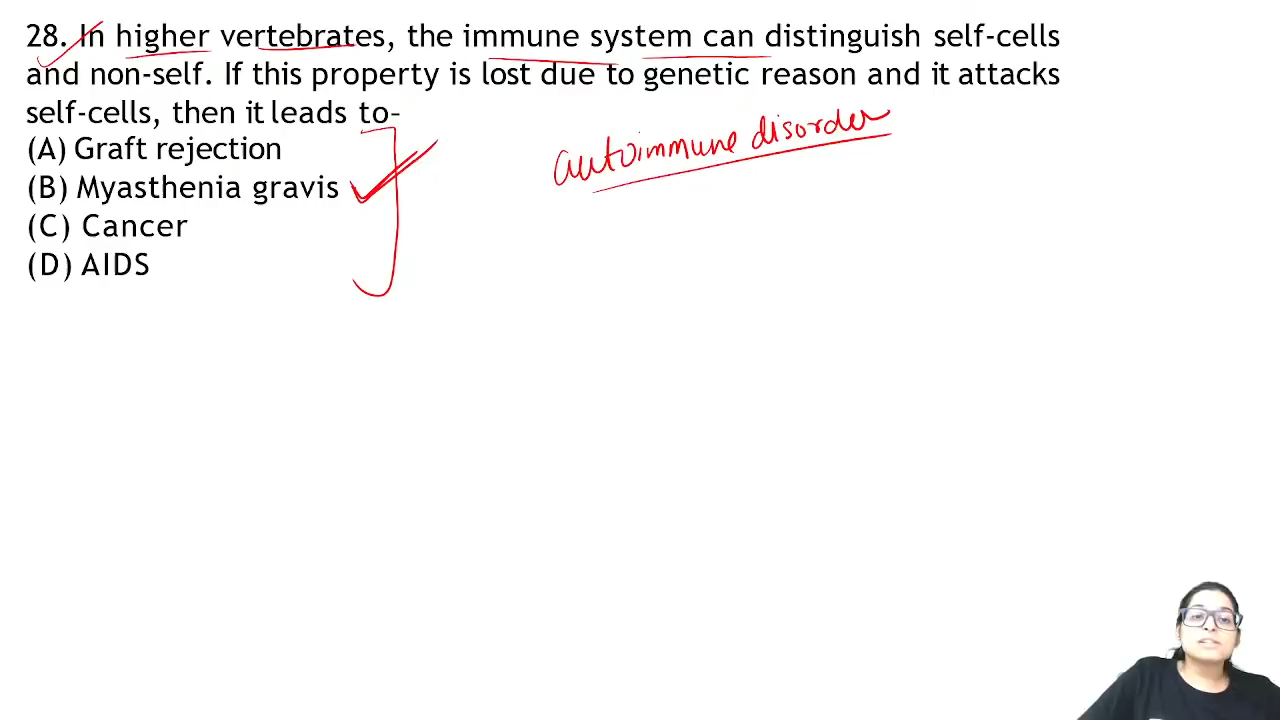 28. In higher vertebrates, the immune system can distinguish self-cells
and non-self. If this property is lost due to genetic reason and it attacks
self-cells, then it leads to-
(A) Graft rejection
autoimmune disorder
(B) Myasthenia gravis
(C) Cancer
(D) AIDS